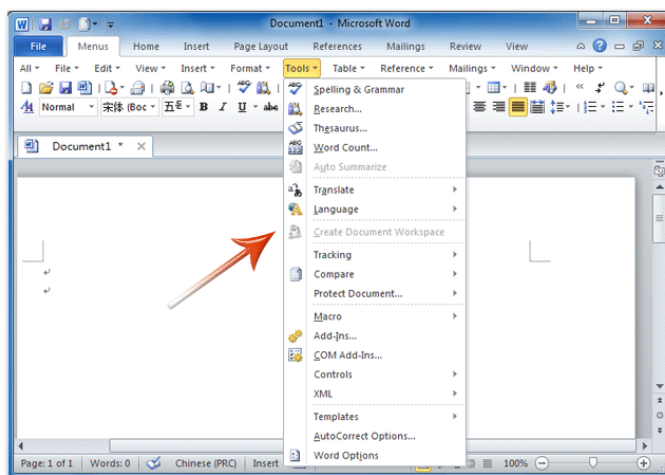 Document1 - Microsoft Word
File Menus Home Insert Page Layout References Mailings Review View
All File Edit View Insert Format Tools Table Reference Mailings Window Help
Normal 宋体 (Boc 五号 B I U abc
Document1 *
Spelling & Grammar
Research...
Thesaurus...
Word Count...
Auto Summarize
Translate
Language
Create Document Workspace
Tracking
Compare
Protect Document...
Macro
Add-Ins...
COM Add-Ins...
Controls
XML
Templates
AutoCorrect Options...
Word Options
Page: 1 of 1 Words: 0 Chinese (PRC) Insert 100%